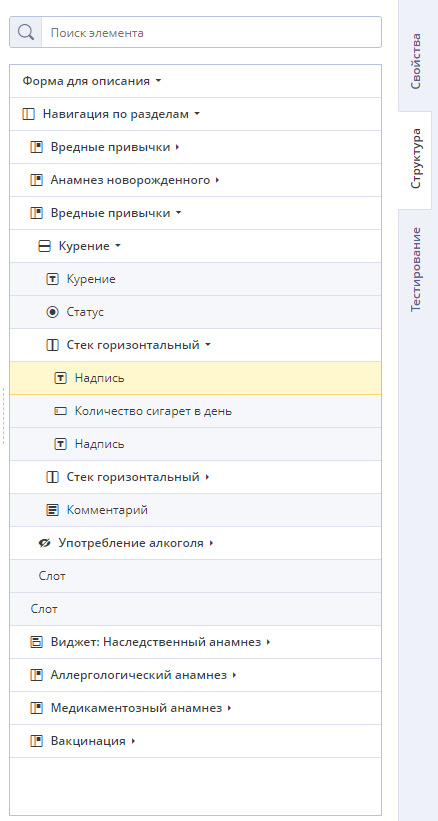 Поиск элемента
Форма для описания
Навигация по разделам
Вредные привычки
Анамнез новорожденного
Вредные привычки
Курение
Курение
Статус
Стек горизонтальный
Надпись
Количество сигарет в день
Надпись
Стек горизонтальный
Комментарий
Употребление алкоголя
Слот
Слот
Виджет: Наследственный анамнез
Аллергологический анамнез
Медикаментозный анамнез
Вакцинация
Свойства
Структура
Тестирование